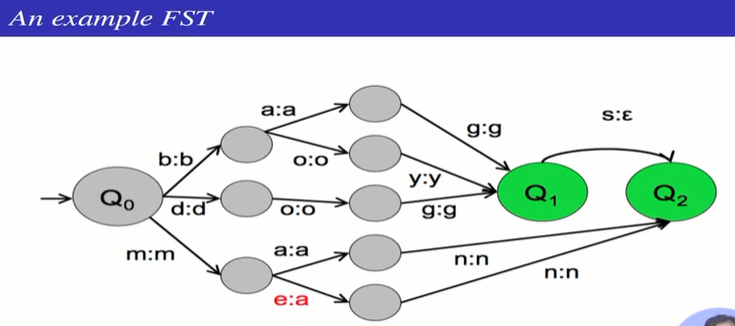 An example FST
a:a
s:ε
g:g
b:b
o:o
y:y
Q0
d:d
o:o
g:g
Q1
Q2
m:m
a:a
n:n
n:n
e:a